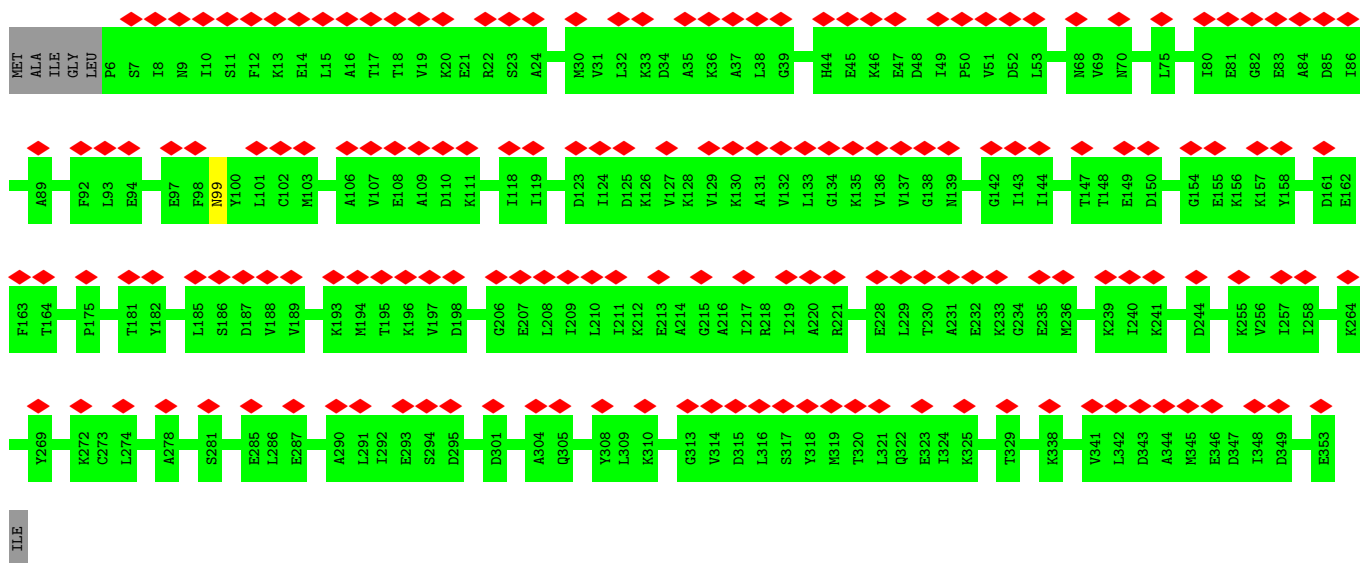 MET ALA ILE GLY LEU P6 S7 I8 N9 I10 S11 F12 K13 E14 L15 A16 T17 T18 V19 K20 E21 R22 S23 A24 M30 V31 L32 K33 D34 A35 K36 A37 L38 G39 H44 E45 K46 E47 D48 I49 P50 V51 D52 L53 N68 V69 N70 L75 I80 E81 G82 E83 A84 D85 I86
A89 F92 L93 E94 E97 F98 N99 Y100 L101 C102 M103 A106 V107 E108 A109 D110 K111 I118 I119 D123 I124 D125 K126 V127 K128 V129 K130 A131 V132 L133 G134 K135 V136 V137 G138 N139 G142 I143 I144 T147 T148 E149 D150 G154 E155 K156 K157 Y158 D161 E162
F163 T164 P175 T181 Y182 L185 S186 D187 V188 V189 K193 M194 T195 K196 V197 D198 G206 E207 L208 I209 L210 I211 K212 E213 A214 G215 A216 I217 R218 I219 A220 R221 E228 L229 T230 A231 E232 K233 G234 E235 M236 K239 I240 K241 D244 K255 V256 I257 I258 K264
Y269 K272 C273 L274 A278 S281 E285 L286 E287 A290 L291 I292 E293 S294 D295 D301 A304 Q305 Y308 L309 K310 G313 V314 D315 L316 S317 Y318 M319 T320 L321 Q322 E323 I324 K325 T329 K338 V341 L342 D343 A344 M345 E346 D347 I348 D349 E353
ILE